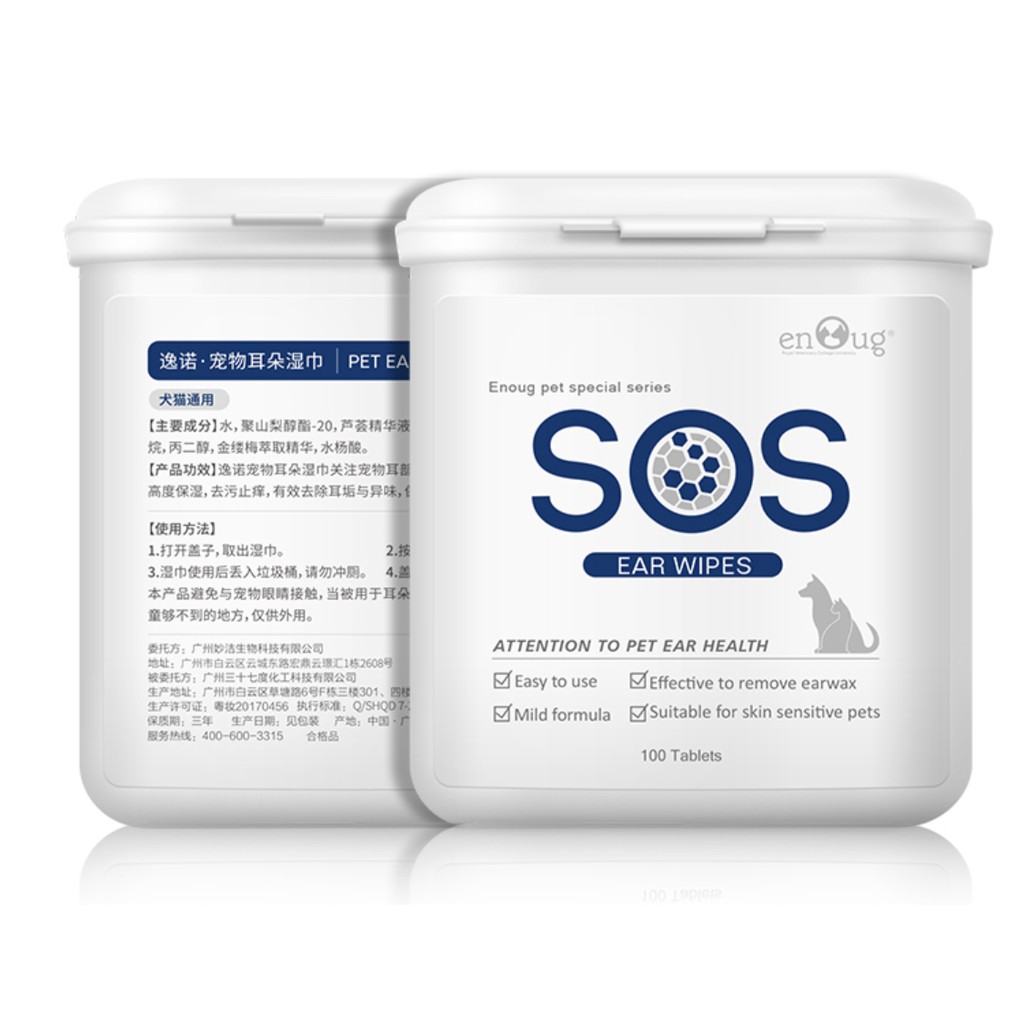 逸诺·宠物耳朵湿巾 PET EA
犬猫通用
【主要成分】水，聚山梨醇酯-20，芦荟精华液
烷，丙二醇，金缕梅萃取精华，水杨酸。
【产品功效】逸诺宠物耳朵湿巾关注宠物耳部
高度保湿，去污止痒，有效去除耳垢与异味，
【使用方法】
1.打开盖子，取出湿巾。 2.按
3.湿巾使用后丢入垃圾桶，请勿冲厕。 4.盖
本产品避免与宠物眼睛接触，当被用于耳朵
童够不到的地方，仅供外用。
委托方：广州妙洁生物科技有限公司
地址：广州市白云区云城东路宏鼎云璟汇1栋2608号
被委托方：广州三十七度化工科技有限公司
生产地址：广州市白云区草塘路6号F栋三楼301、四楼
生产许可证：粤妆20170456 执行标准：Q/SHQD 7-
保质期：三年 生产日期：见包装 产地：中国·广
服务热线：400-600-3315 合格品
enoug®
Enoug pet special series
SOS
EAR WIPES
ATTENTION TO PET EAR HEALTH
Easy to use Effective to remove earwax
Mild formula Suitable for skin sensitive pets
100 Tablets